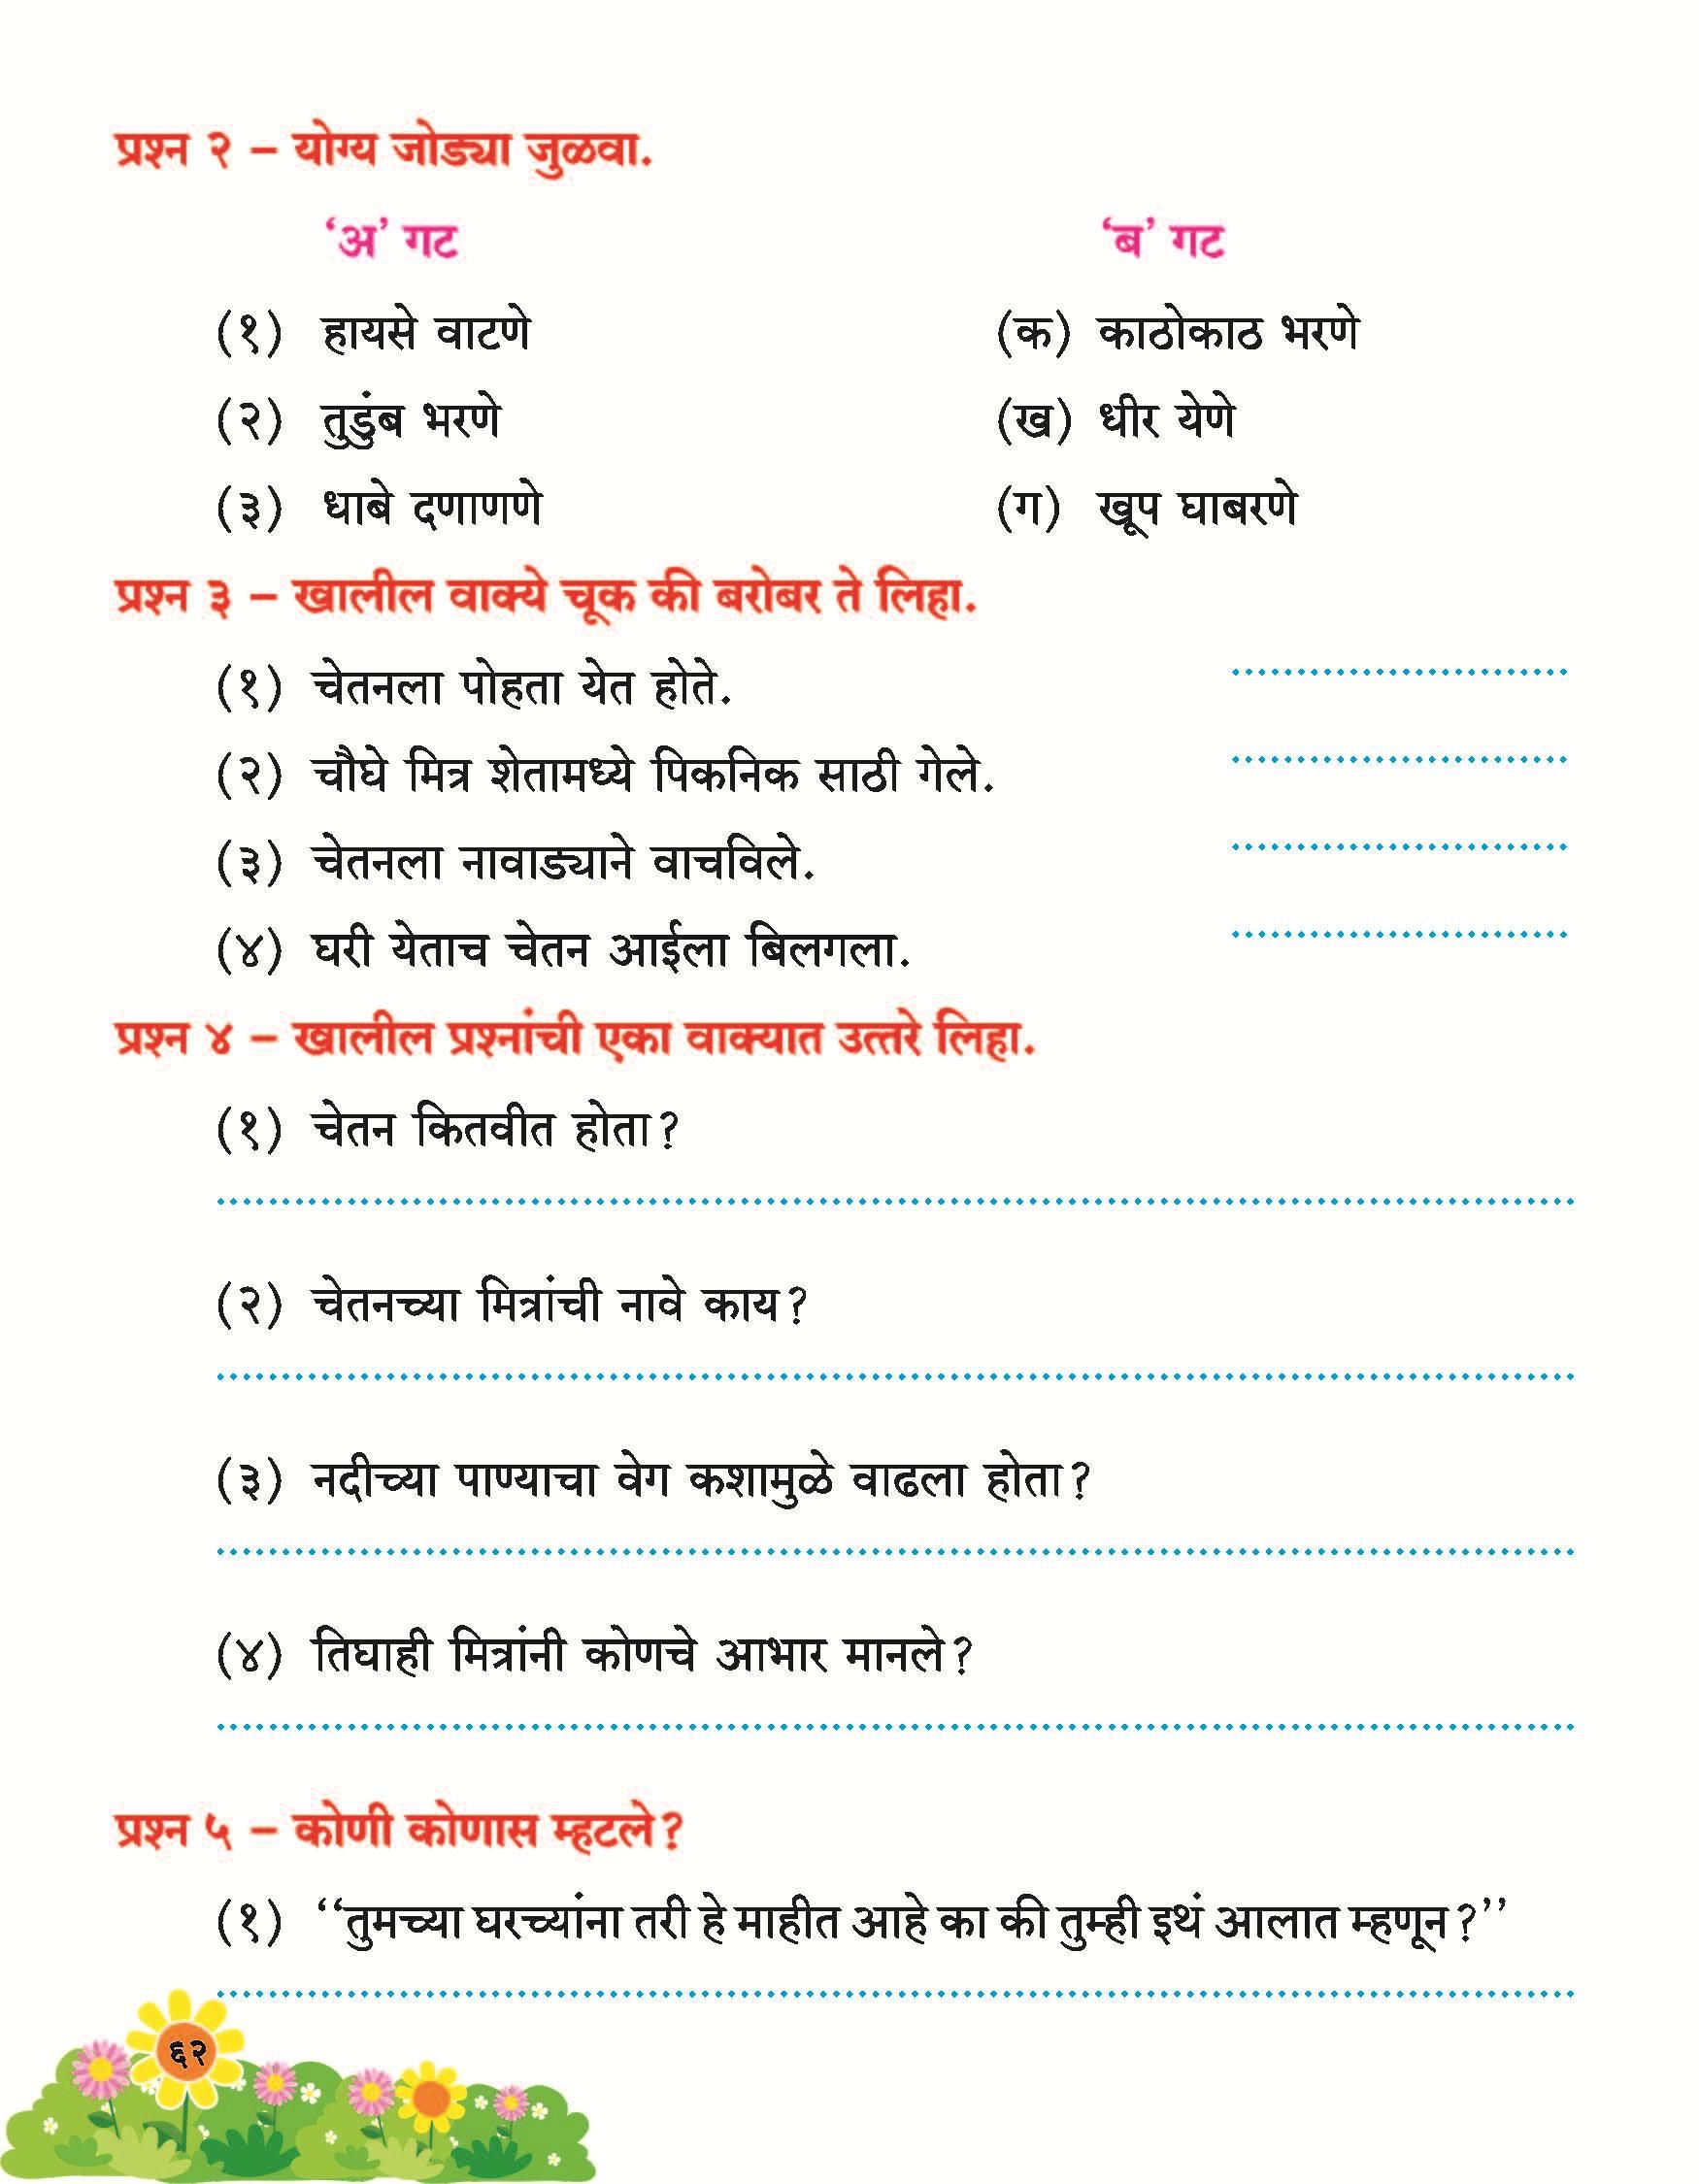 प्रश्न २ – योग्य जोड्या जुळवा.
‘अ’ गट ‘ब’ गट
(१) हायसे वाटणे (क) काठोकाठ भरणे
(२) तुडुंब भरणे (ख) धीर येणे
(३) धाबे दणाणणे (ग) खूप घाबरणे
प्रश्न ३ – खालील वाक्ये चूक की बरोबर ते लिहा.
(१) चेतनला पोहता येत होते.
(२) चौघे मित्र शेतामध्ये पिकनिक साठी गेले.
(३) चेतनला नावाड्याने वाचविले.
(४) घरी येताच चेतन आईला बिलगला.
प्रश्न ४ – खालील प्रश्नांची एका वाक्यात उत्तरे लिहा.
(१) चेतन कितवीत होता?
(२) चेतनच्या मित्रांची नावे काय?
(३) नदीच्या पाण्याचा वेग कशामुळे वाढला होता?
(४) तिघाही मित्रांनी कोणचे आभार मानले?
प्रश्न ५ – कोणी कोणास म्हटले?
(१) ‘‘तुमच्या घरच्यांना तरी हे माहीत आहे का की तुम्ही इथं आलात म्हणून?’’
६२